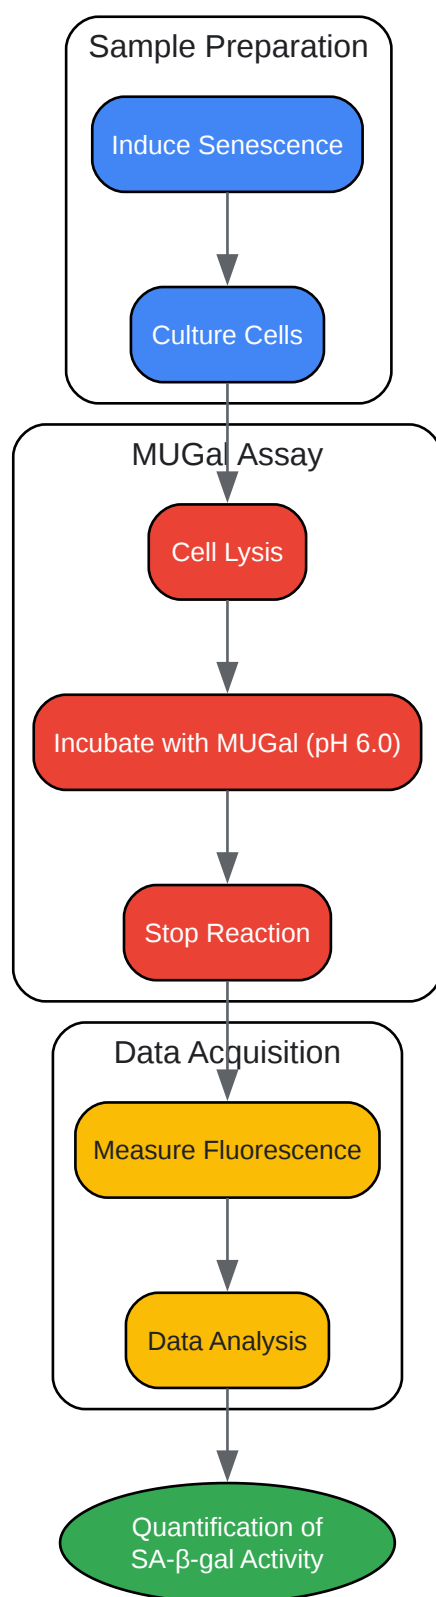 Sample Preparation
Induce Senescence
Culture Cells
MUGal Assay
Cell Lysis
Incubate with MUGal (pH 6.0)
Stop Reaction
Data Acquisition
Measure Fluorescence
Data Analysis
Quantification of
SA-β-gal Activity